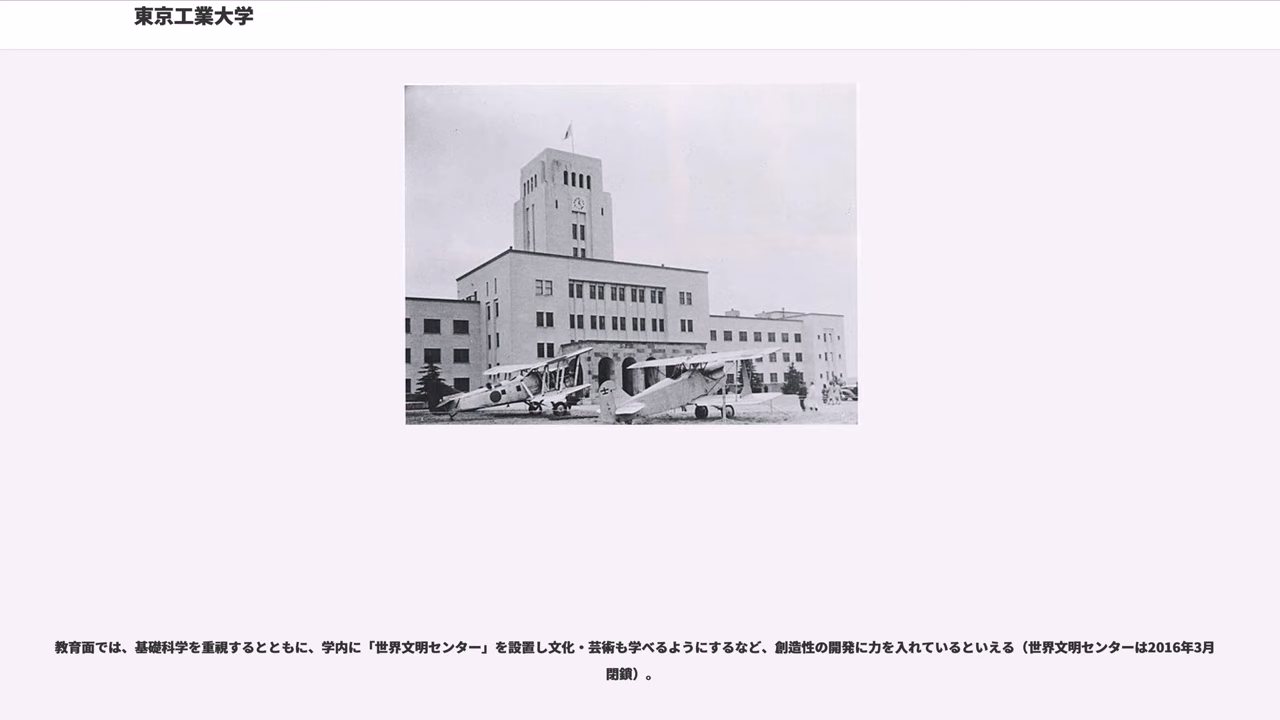 東京工業大学
教育面では、基礎科学を重視するとともに、学内に「世界文明センター」を設置し文化・芸術も学べるようにするなど、創造性の開発に力を入れているといえる（世界文明センターは2016年3月
閉鎖）。